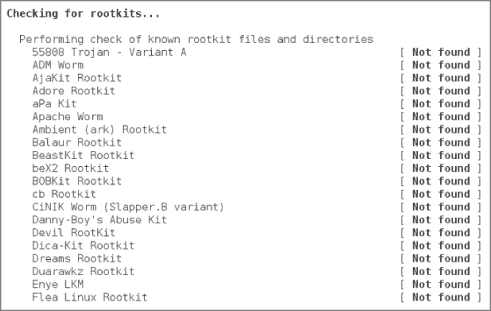 Checking for rootkits...
Performing check of known rootkit files and directories
55808 Trojan - Variant A [ Not found ]
ADM Worm [ Not found ]
AjaKit Rootkit [ Not found ]
Adore Rootkit [ Not found ]
aPa Kit [ Not found ]
Apache Worm [ Not found ]
Ambient (ark) Rootkit [ Not found ]
Balaur Rootkit [ Not found ]
BeastKit Rootkit [ Not found ]
beX2 Rootkit [ Not found ]
BOBKit Rootkit [ Not found ]
cb Rootkit [ Not found ]
CiNIK Worm (Slapper.B variant) [ Not found ]
Danny-Boy's Abuse Kit [ Not found ]
Devil RootKit [ Not found ]
Dica-Kit Rootkit [ Not found ]
Dreams Rootkit [ Not found ]
Duarawkz Rootkit [ Not found ]
Enye LKM [ Not found ]
Flea Linux Rootkit [ Not found ]